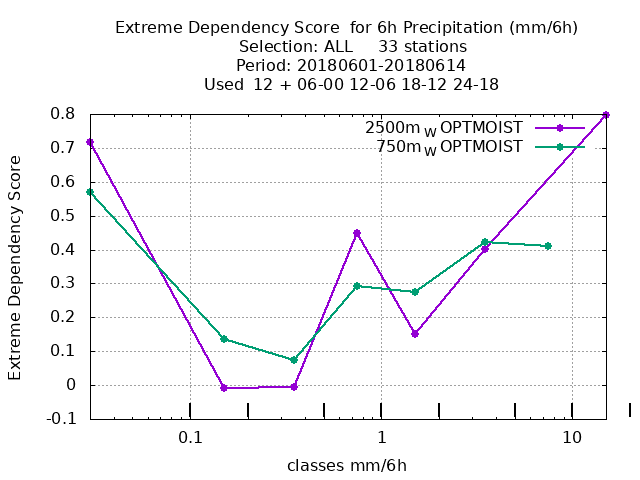 Extreme Dependency Score for 6h Precipitation (mm/6h)
Selection: ALL 33 stations
Period: 20180601-20180614
Used 12 + 06-00 12-06 18-12 24-18
2500m W OPTMOIST
750m W OPTMOIST
Extreme Dependency Score
0.8
0.7
0.6
0.5
0.4
0.3
0.2
0.1
0
-0.1
0.1 1 10
classes mm/6h